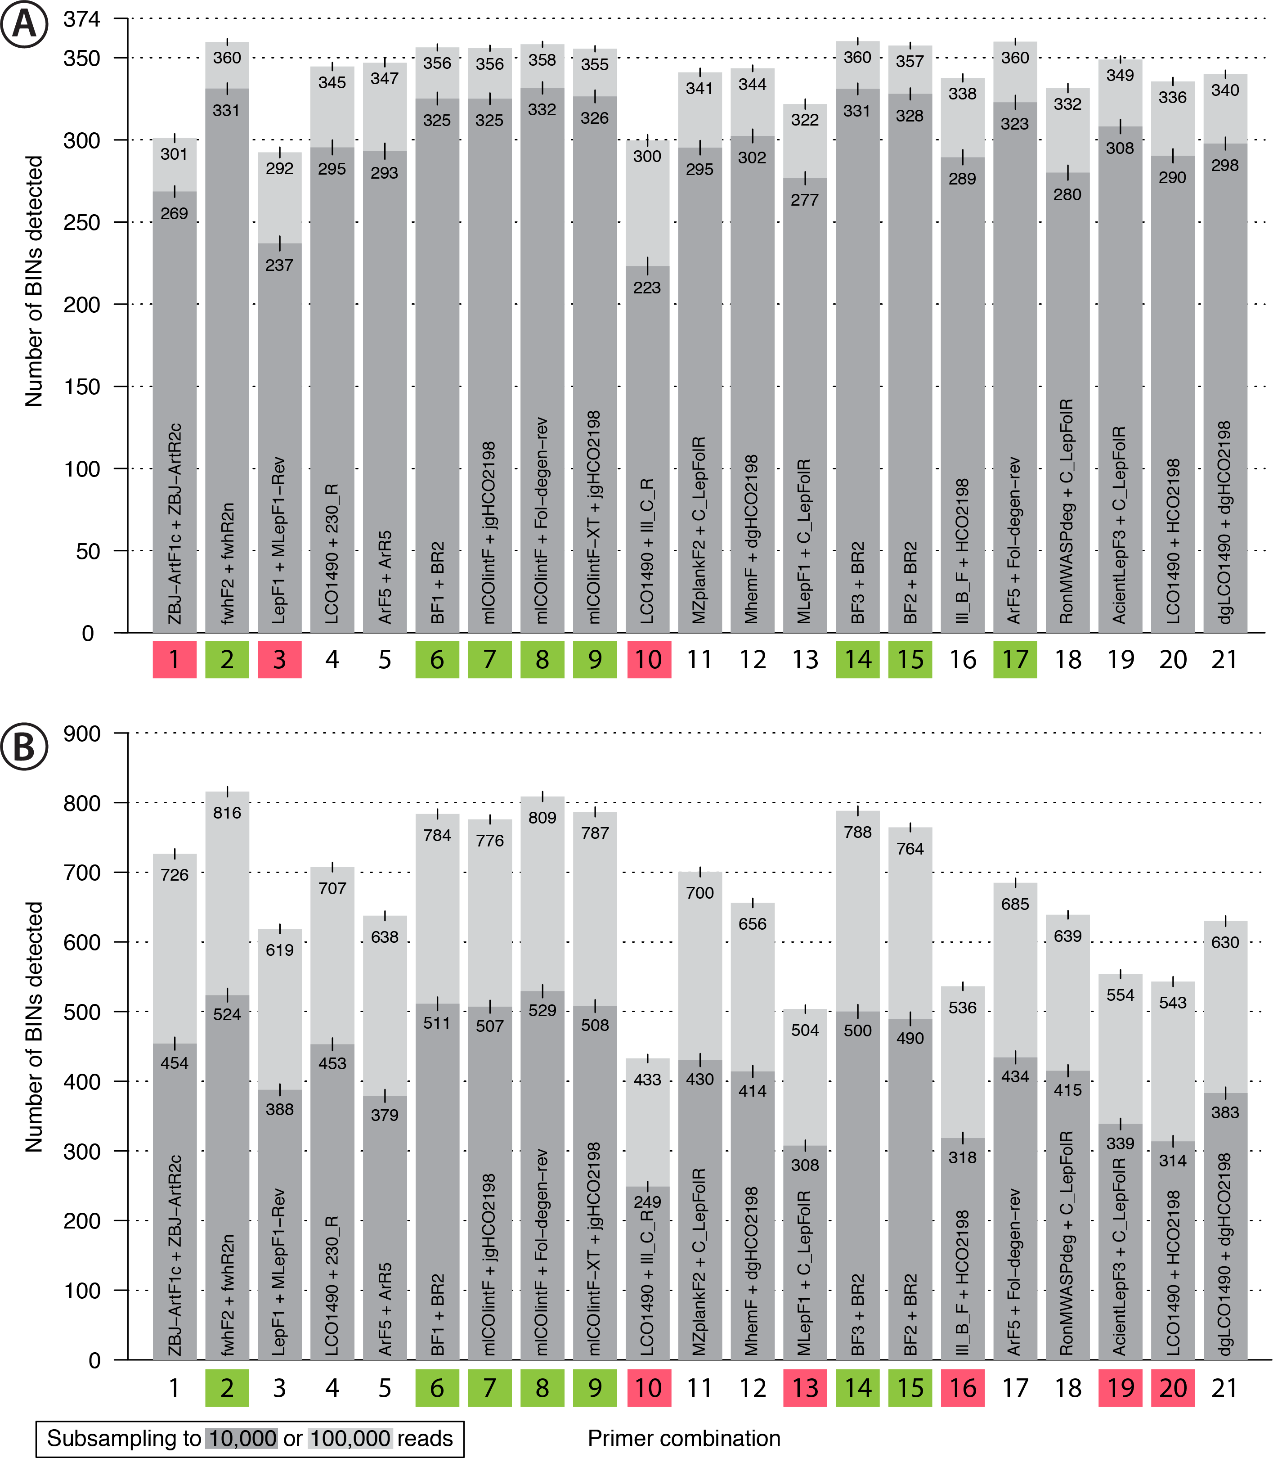 A
Number of BINs detected
374
350
300
250
200
150
100
50
0
301
269
360
331
292
237
345
295
347
293
356
325
356
325
358
332
355
326
300
223
341
295
344
302
322
277
360
331
357
328
338
289
360
323
332
280
349
308
336
290
340
298
ZBJ−ArtF1c + ZBJ−ArtR2c
fwhF2 + fwhR2n
LepF1 + MLepF1−Rev
LCO1490 + 230_R
ArF5 + ArR5
BF1 + BR2
mlCOIintF + jgHCO2198
mlCOIintF + Fol−degen−rev
mlCOIintF−XT + jgHCO2198
LCO1490 + III_C_R
MZplankF2 + C_LepFolR
MhemF + dgHCO2198
MLepF1 + C_LepFolR
BF3 + BR2
BF2 + BR2
III_B_F + HCO2198
ArF5 + Fol−degen−rev
RonMWASPdeg + C_LepFolR
AcientLepF3 + C_LepFolR
LCO1490 + HCO2198
dgLCO1490 + dgHCO2198
1 2 3 4 5 6 7 8 9 10 11 12 13 14 15 16 17 18 19 20 21
B
Number of BINs detected
900
800
700
600
500
400
300
200
100
0
726
454
816
524
619
388
707
453
638
379
784
511
776
507
809
529
787
508
433
249
700
430
656
414
504
308
788
500
764
490
536
318
685
434
639
415
554
339
543
314
630
383
ZBJ−ArtF1c + ZBJ−ArtR2c
fwhF2 + fwhR2n
LepF1 + MLepF1−Rev
LCO1490 + 230_R
ArF5 + ArR5
BF1 + BR2
mlCOIintF + jgHCO2198
mlCOIintF + Fol−degen−rev
mlCOIintF−XT + jgHCO2198
LCO1490 + III_C_R
MZplankF2 + C_LepFolR
MhemF + dgHCO2198
MLepF1 + C_LepFolR
BF3 + BR2
BF2 + BR2
III_B_F + HCO2198
ArF5 + Fol−degen−rev
RonMWASPdeg + C_LepFolR
AcientLepF3 + C_LepFolR
LCO1490 + HCO2198
dgLCO1490 + dgHCO2198
1 2 3 4 5 6 7 8 9 10 11 12 13 14 15 16 17 18 19 20 21
Subsampling to 10,000 or 100,000 reads
Primer combination